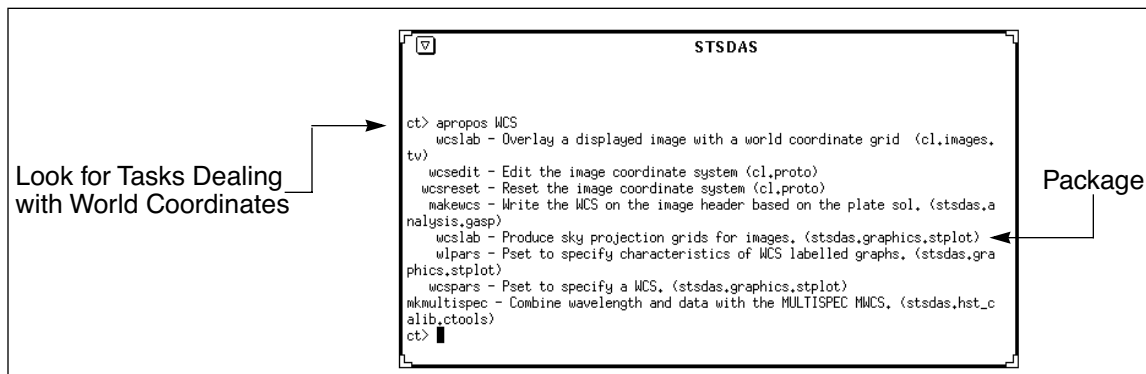 STSDAS
ct> apropos WCS
wcslab - Overlay a displayed image with a world coordinate grid (cl.images.
tv)
wcsedit - Edit the image coordinate system (cl.proto)
wcsreset - Reset the image coordinate system (cl.proto)
makewcs - Write the WCS on the image header based on the plate sol. (stsdas.a
nalysis.gasp)
wcslab - Produce sky projection grids for images. (stsdas.graphics.stplot)
wlpars - Pset to specify characteristics of WCS labelled graphs. (stsdas.gra
phics.stplot)
wcspars - Pset to specify a WCS. (stsdas.graphics.stplot)
mkmultispec - Combine wavelength and data with the MULTISPEC MWCS. (stsdas.hst_c
alib.ctools)
ct>
Look for Tasks Dealing
with World Coordinates
Package